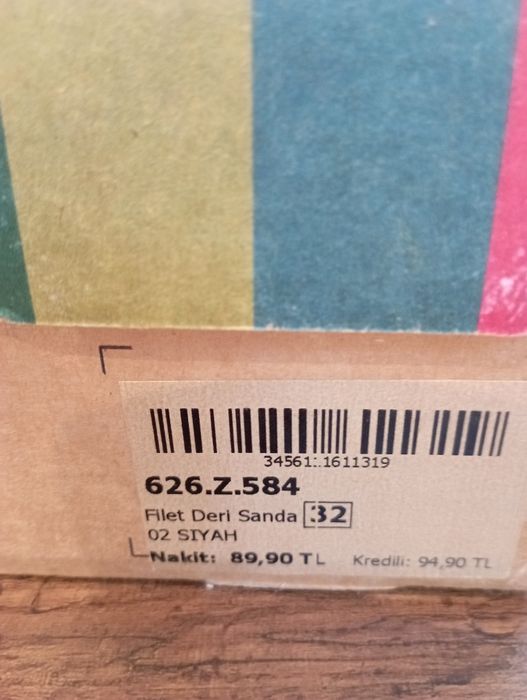 626.Z.584
Filet Deri Sanda 32
02 SIYAH
Nakit: 89,90 TL Kredili: 94,90 TL